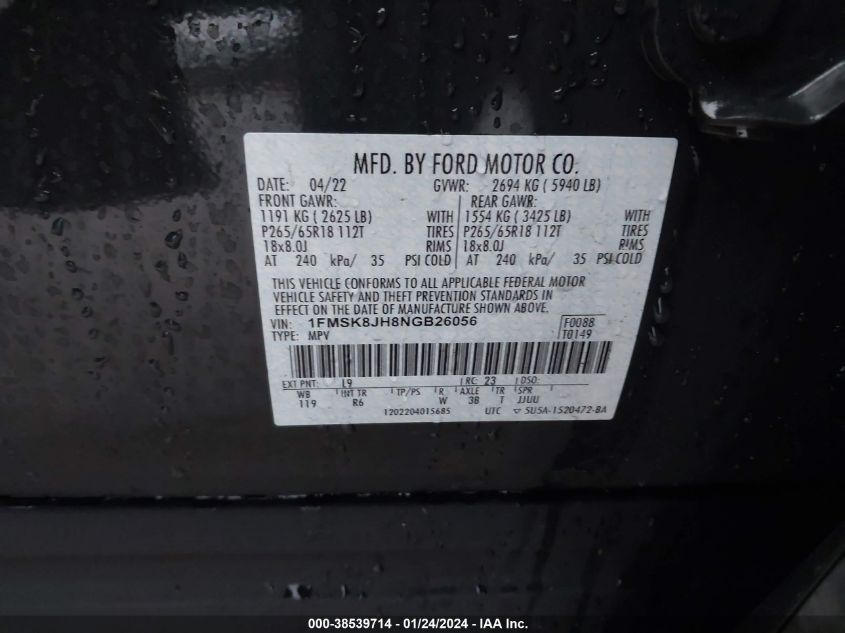 MFD. BY FORD MOTOR CO.
DATE: 04/22 GVWR: 2694 KG ( 5940 LB)
FRONT GAWR: REAR GAWR:
1191 KG ( 2625 LB) WITH 1554 KG ( 3425 LB) WITH
P265/65R18 112T TIRES P265/65R18 112T TIRES
18x8.0J RIMS 18x8.0J RIMS
AT 240 kPa/ 35 PSI COLD AT 240 kPa/ 35 PSI COLD
THIS VEHICLE CONFORMS TO ALL APPLICABLE FEDERAL MOTOR
VEHICLE SAFETY AND THEFT PREVENTION STANDARDS IN
EFFECT ON THE DATE OF MANUFACTURE SHOWN ABOVE.
VIN: 1FMSK8JH8NGB26056 F0088
TYPE: MPV T0149
EXT PNT: L9 RC: 23 DSO:
WB INT TR TP/PS R AXLE TR SPR
119 R6 W 3B T JJUU
1202204015685 UTC 5U5A-1520472-BA
000-38539714 - 01/24/2024 - IAA Inc.